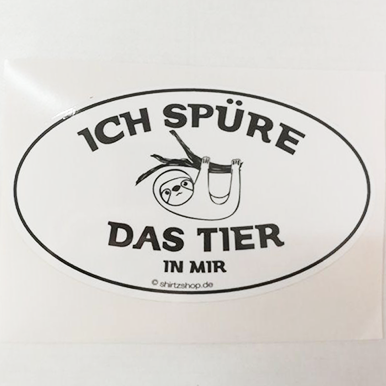 ICH SPÜRE
DAS TIER
IN MIR
© shirtzshop.de